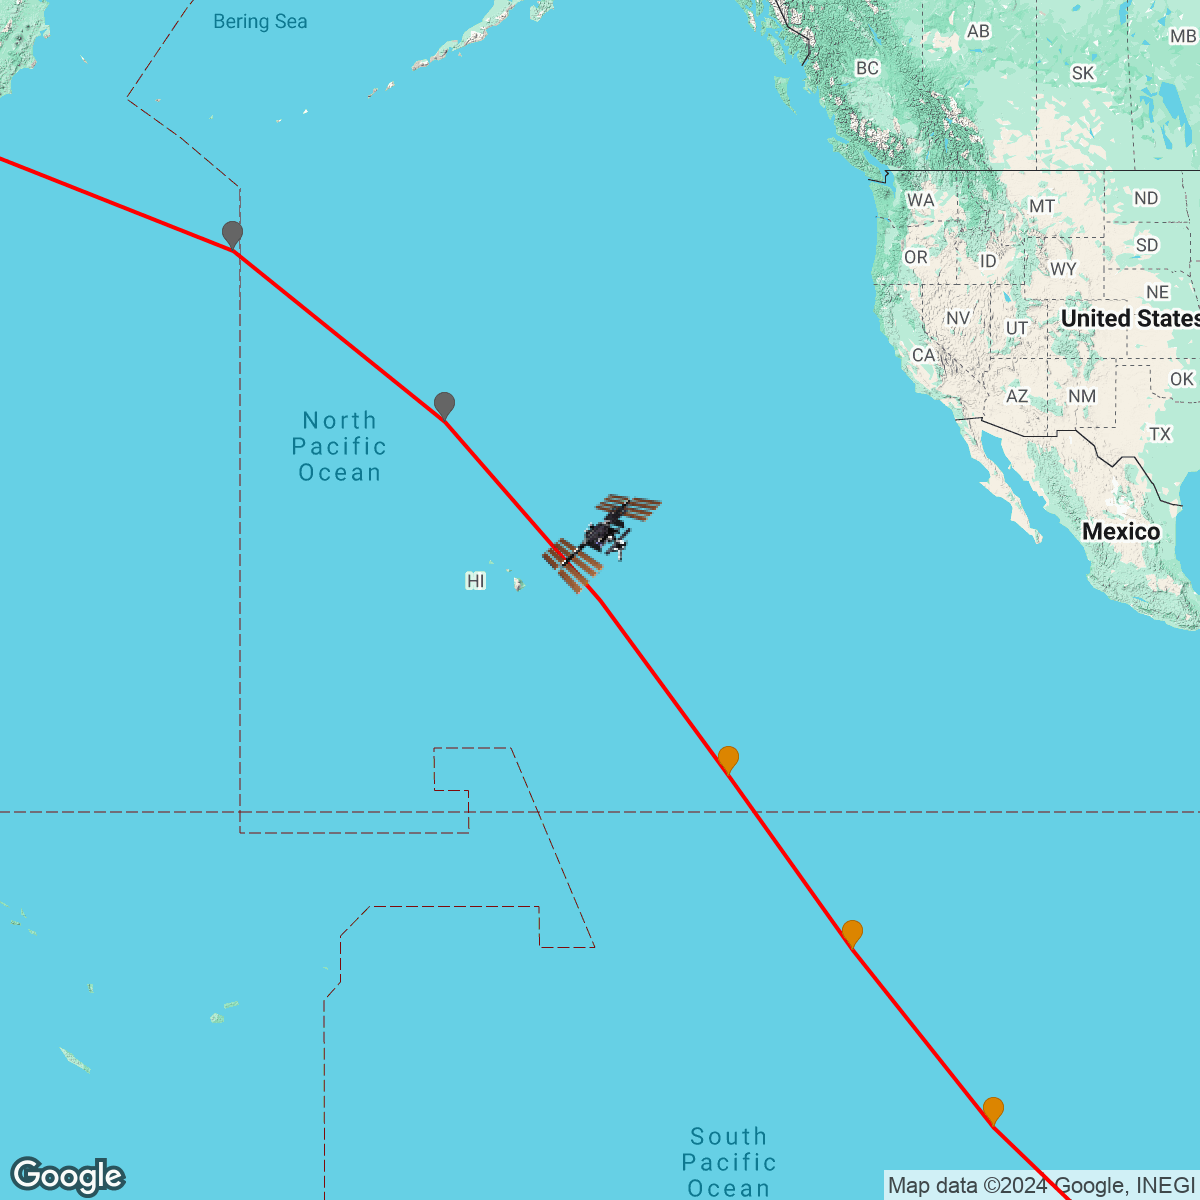 Bering Sea
AB
MB
BC
SK
WA
MT
ND
OR
ID
SD
WY
NE
NV
UT
United States
CA
OK
AZ
NM
TX
North
Pacific
Ocean
Mexico
HI
South
Pacific
Ocean
Google
Map data ©2024 Google, INEGI